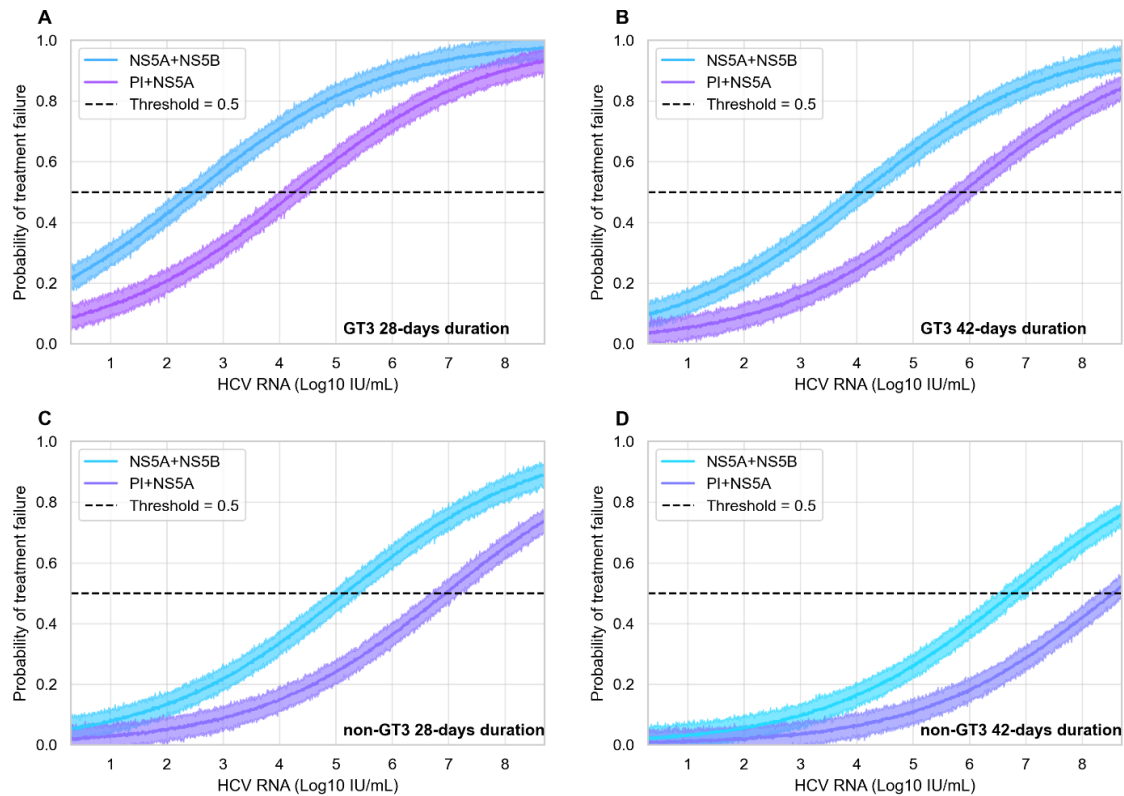 A
1.0
0.8
0.6
0.4
0.2
0.0
Probability of treatment failure
NS5A+NS5B
PI+NS5A
Threshold = 0.5
GT3 28-days duration
1 2 3 4 5 6 7 8
HCV RNA (Log10 IU/mL)
B
1.0
0.8
0.6
0.4
0.2
0.0
Probability of treatment failure
NS5A+NS5B
PI+NS5A
Threshold = 0.5
GT3 42-days duration
1 2 3 4 5 6 7 8
HCV RNA (Log10 IU/mL)
C
1.0
0.8
0.6
0.4
0.2
0.0
Probability of treatment failure
NS5A+NS5B
PI+NS5A
Threshold = 0.5
non-GT3 28-days duration
1 2 3 4 5 6 7 8
HCV RNA (Log10 IU/mL)
D
1.0
0.8
0.6
0.4
0.2
0.0
Probability of treatment failure
NS5A+NS5B
PI+NS5A
Threshold = 0.5
non-GT3 42-days duration
1 2 3 4 5 6 7 8
HCV RNA (Log10 IU/mL)